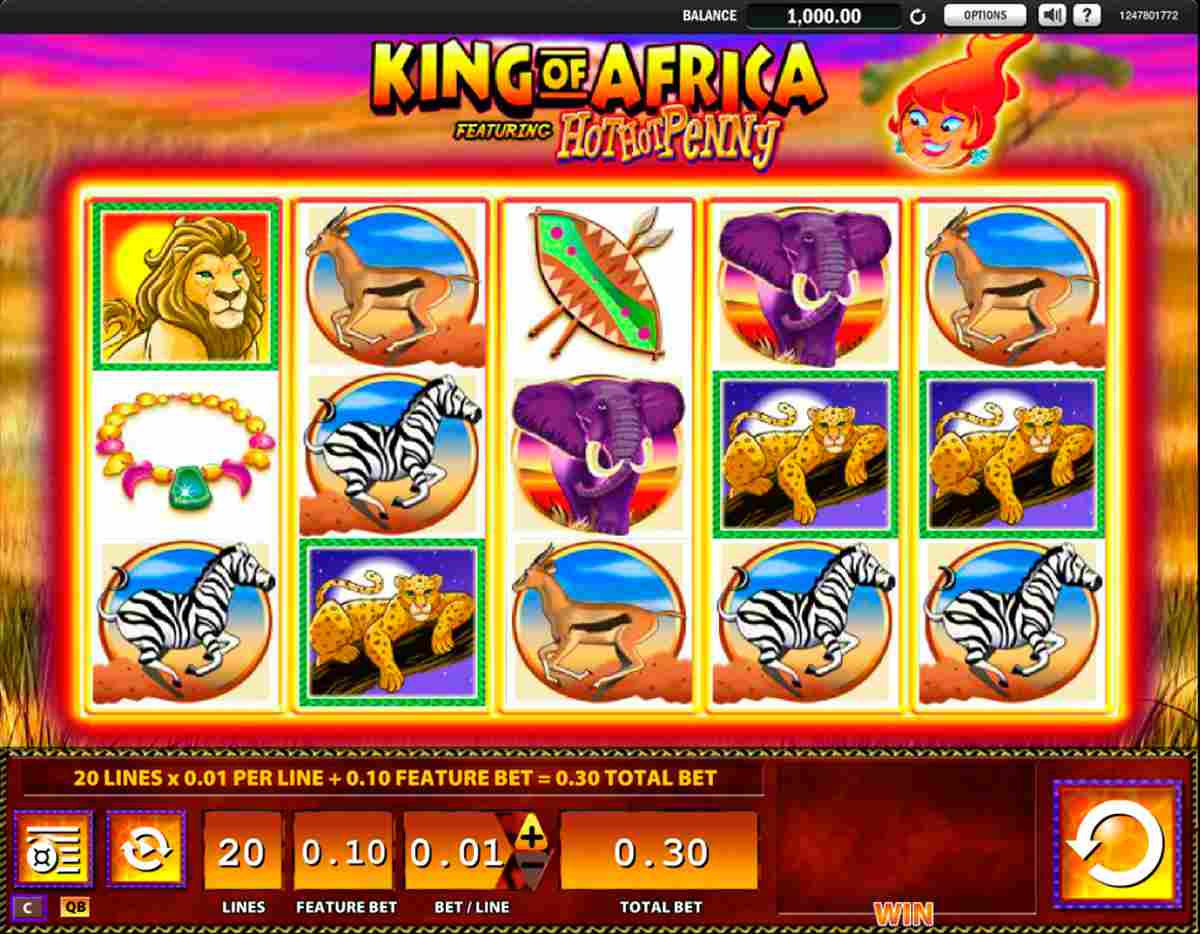 BALANCE 1,000.00 OPTIONS ? 1247801772
KING OF AFRICA
FEATURING HOT HOT PENNY
20 LINES x 0.01 PER LINE + 0.10 FEATURE BET = 0.30 TOTAL BET
20 0.10 0.01 + - 0.30
LINES FEATURE BET BET / LINE TOTAL BET
C QB
WIN